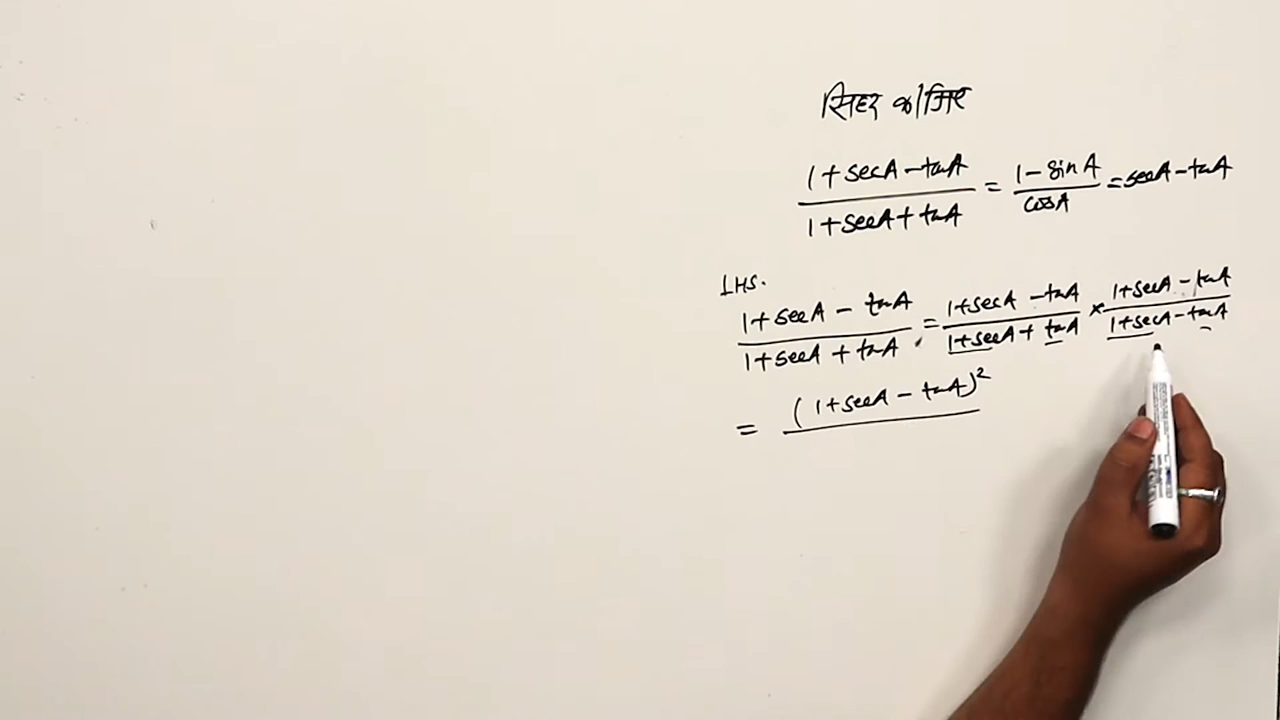 सिद्ध कीजिए
(1+secA-tanA)/(1+secA+tanA) = (1-sinA)/cosA = secA-tanA
LHS.
(1+secA-tanA)/(1+secA+tanA) = (1+secA-tanA)/(1+secA+tanA) × (1+secA-tanA)/(1+secA-tanA)
= (1+secA-tanA)²